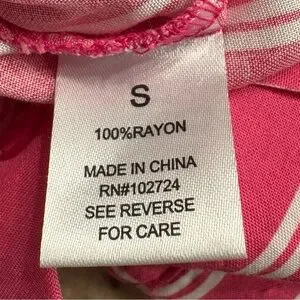 S
100%RAYON
MADE IN CHINA
RN#102724
SEE REVERSE
FOR CARE